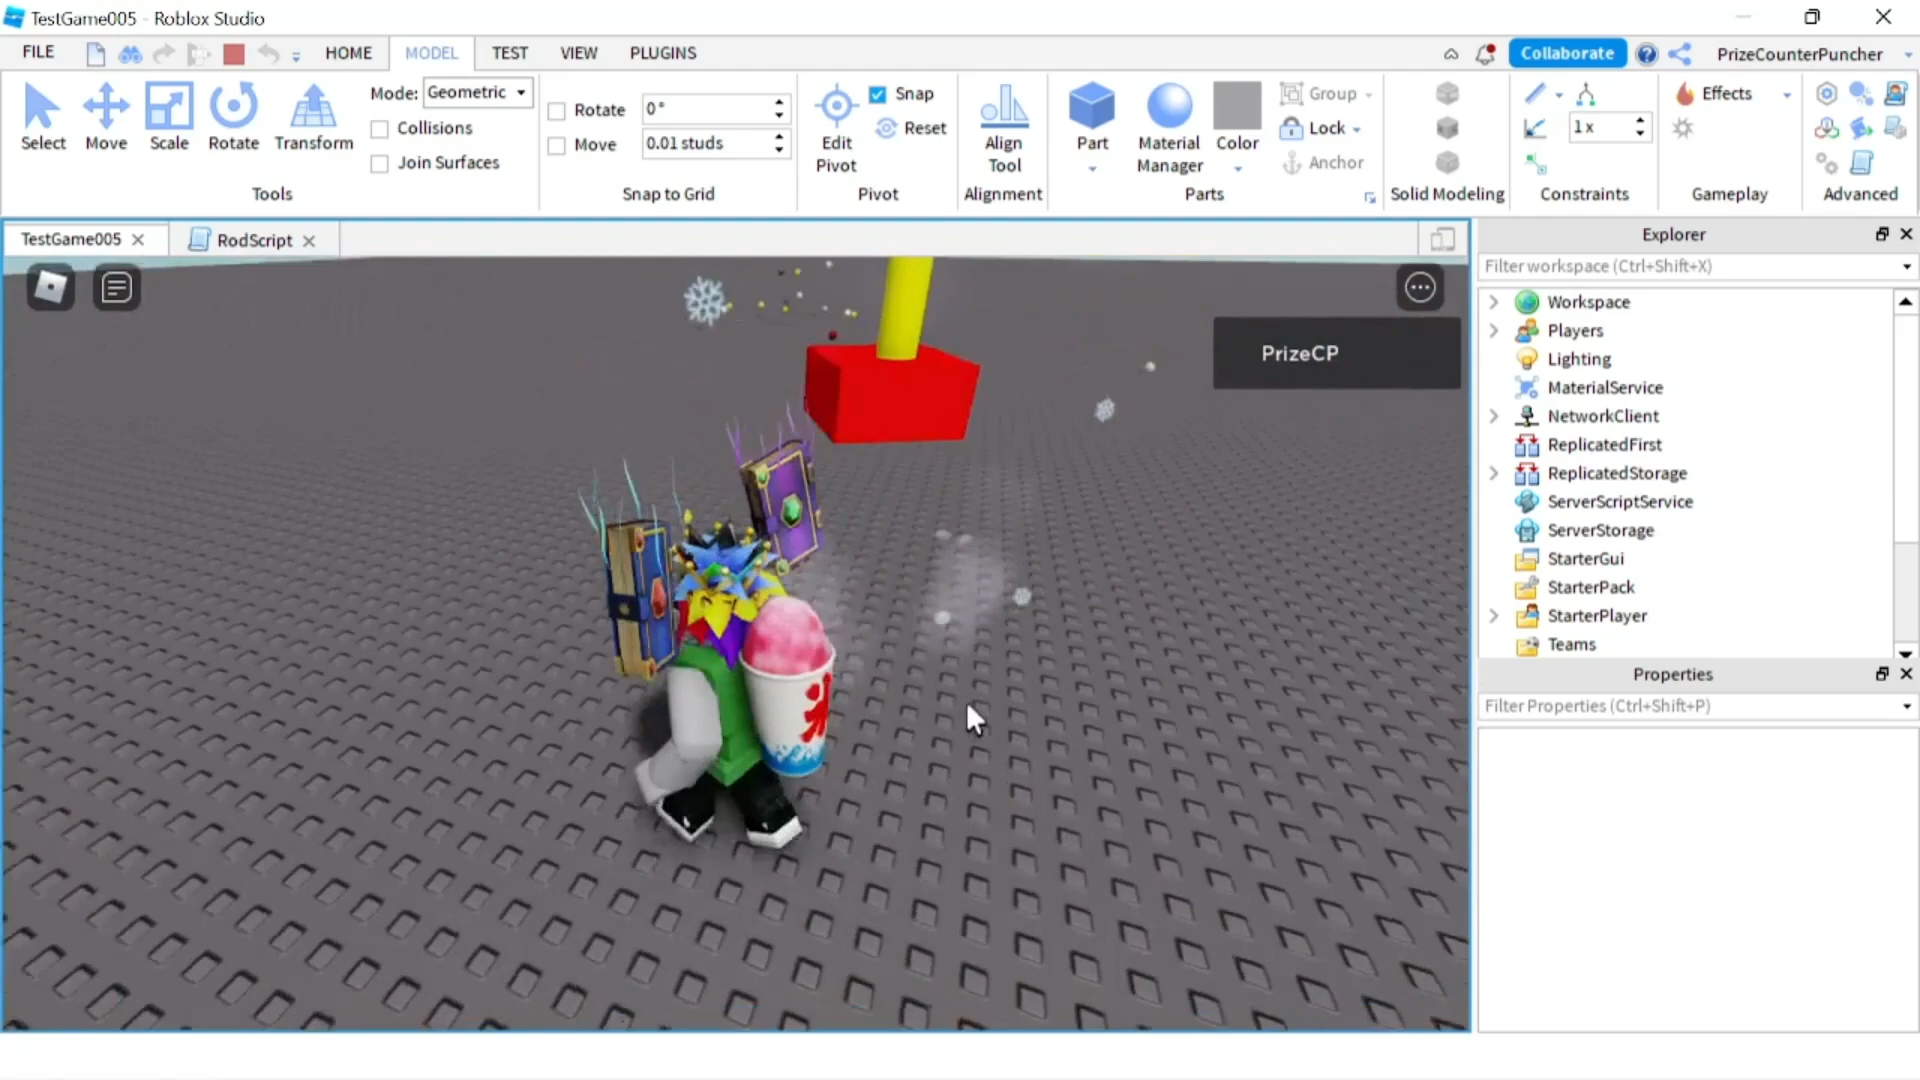 TestGame005 - Roblox Studio
FILE HOME MODEL TEST VIEW PLUGINS Collaborate PrizeCounterPuncher
Select Move Scale Rotate Transform
Mode: Geometric
Collisions
Join Surfaces
Tools
Rotate 0°
Move 0.01 studs
Snap to Grid
Edit Pivot
Snap
Reset
Pivot
Align Tool
Alignment
Part
Material Manager
Color
Group
Lock
Anchor
Parts
Solid Modeling
1x
Constraints
Effects
Gameplay
Advanced
TestGame005
RodScript
PrizeCP
Explorer
Filter workspace (Ctrl+Shift+X)
Workspace
Players
Lighting
MaterialService
NetworkClient
ReplicatedFirst
ReplicatedStorage
ServerScriptService
ServerStorage
StarterGui
StarterPack
StarterPlayer
Teams
Properties
Filter Properties (Ctrl+Shift+P)